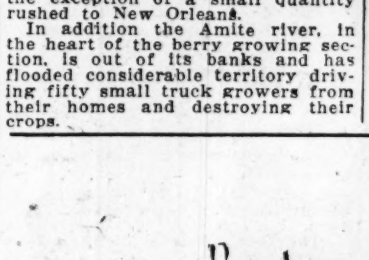 the exception of a small quantity
rushed to New Orleans.
In addition the Amite river, in
the heart of the berry growing sec-
tion, is out of its banks and has
flooded considerable territory driv-
ing fifty small truck growers from
their homes and destroying their
crops.